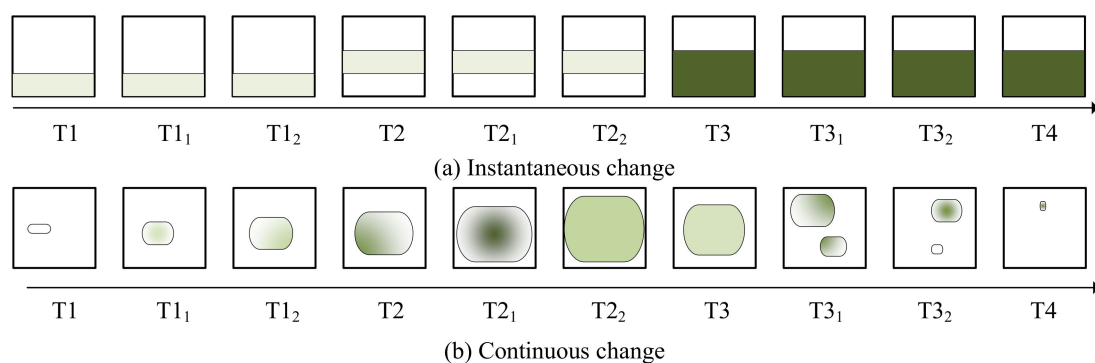 T1 T1₁ T1₂ T2 T2₁ T2₂ T3 T3₁ T3₂ T4
(a) Instantaneous change
T1 T1₁ T1₂ T2 T2₁ T2₂ T3 T3₁ T3₂ T4
(b) Continuous change